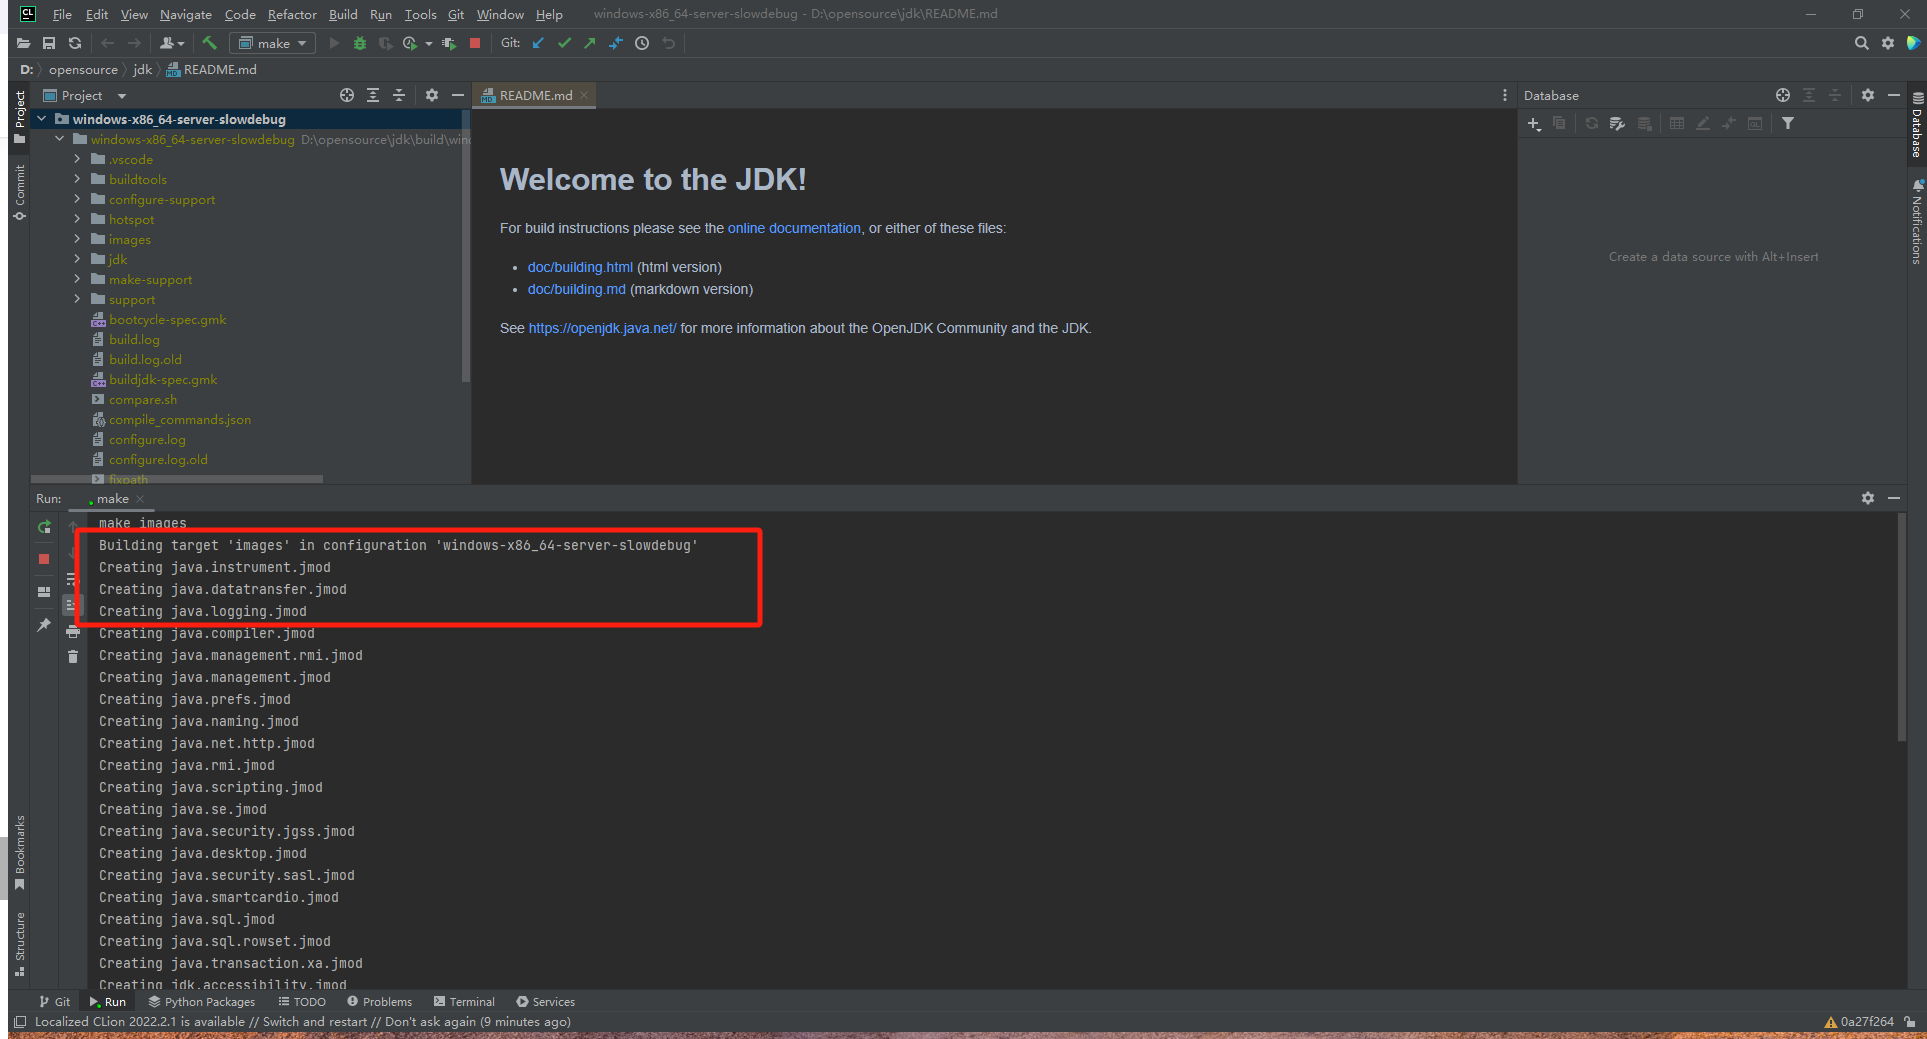 CL File Edit View Navigate Code Refactor Build Run Tools Git Window Help windows-x86_64-server-slowdebug - D:\opensource\jdk\README.md
make Git:
D: opensource jdk README.md
Project
README.md
Database
Project
Commit
Bookmarks
Structure
Database
Notifications
windows-x86_64-server-slowdebug
windows-x86_64-server-slowdebug D:\opensource\jdk\build\wind
.vscode
buildtools
configure-support
hotspot
images
jdk
make-support
support
bootcycle-spec.gmk
build.log
build.log.old
buildjdk-spec.gmk
compare.sh
compile_commands.json
configure.log
configure.log.old
fixpath
Welcome to the JDK!
For build instructions please see the online documentation, or either of these files:
• doc/building.html (html version)
• doc/building.md (markdown version)
See https://openjdk.java.net/ for more information about the OpenJDK Community and the JDK.
Create a data source with Alt+Insert
Run: make
make images
Building target 'images' in configuration 'windows-x86_64-server-slowdebug'
Creating java.instrument.jmod
Creating java.datatransfer.jmod
Creating java.logging.jmod
Creating java.compiler.jmod
Creating java.management.rmi.jmod
Creating java.management.jmod
Creating java.prefs.jmod
Creating java.naming.jmod
Creating java.net.http.jmod
Creating java.rmi.jmod
Creating java.scripting.jmod
Creating java.se.jmod
Creating java.security.jgss.jmod
Creating java.desktop.jmod
Creating java.security.sasl.jmod
Creating java.smartcardio.jmod
Creating java.sql.jmod
Creating java.sql.rowset.jmod
Creating java.transaction.xa.jmod
Creating jdk.accessibility.jmod
Git Run Python Packages TODO Problems Terminal Services
Localized CLion 2022.2.1 is available // Switch and restart // Don't ask again (9 minutes ago) 0a27f264